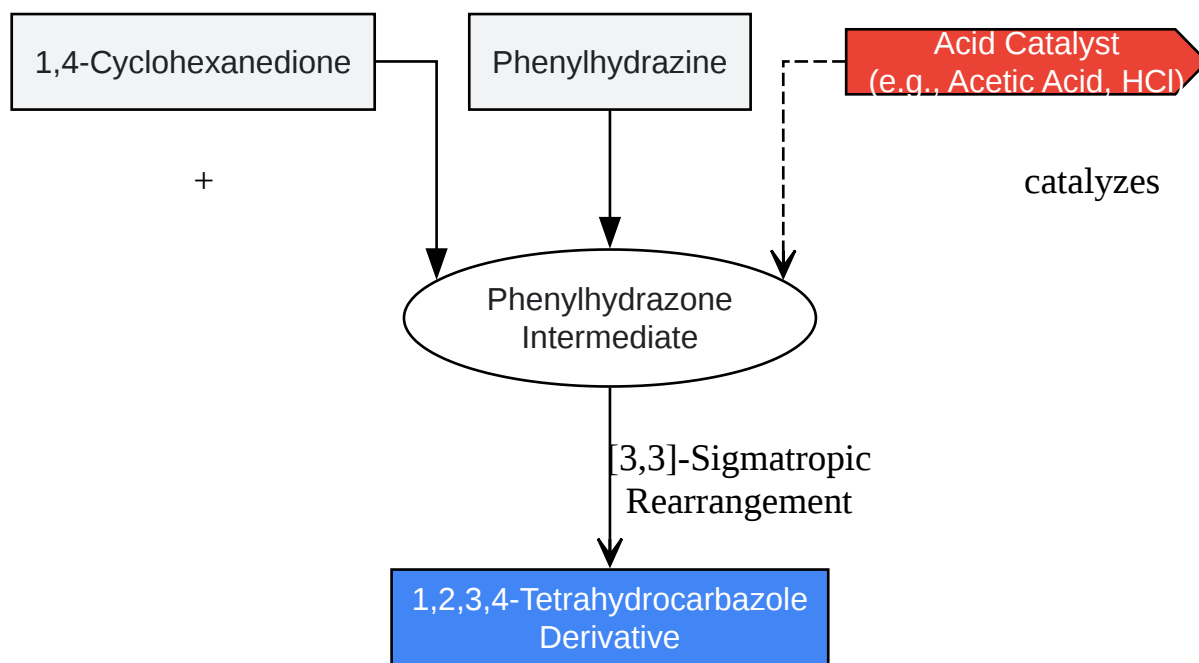 1,4-Cyclohexanedione
Phenylhydrazine
Acid Catalyst
(e.g., Acetic Acid, HCl)
+
catalyzes
Phenylhydrazone
Intermediate
[3,3]-Sigmatropic
Rearrangement
1,2,3,4-Tetrahydrocarbazole
Derivative